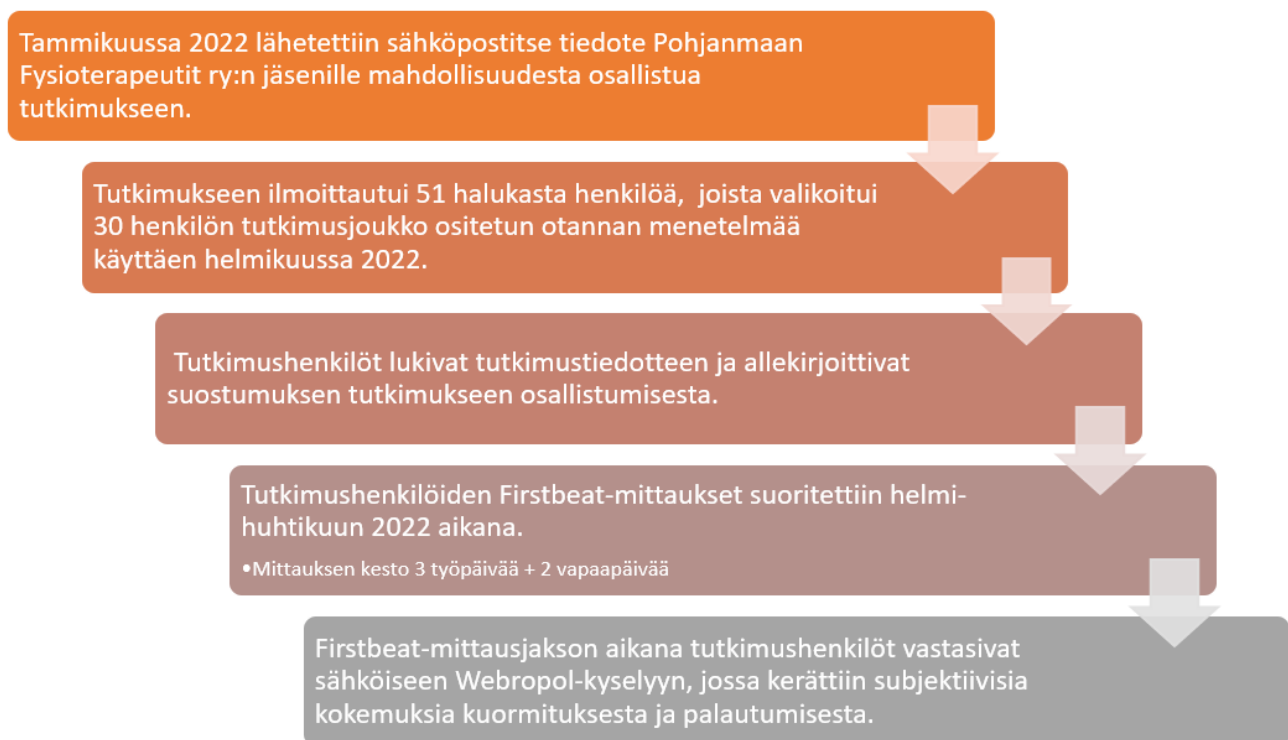 Tammikuussa 2022 lähetettiin sähköpostitse tiedote Pohjanmaan
Fysioterapeutit ry:n jäsenille mahdollisuudesta osallistua
tutkimukseen.
Tutkimukseen ilmoittautui 51 halukasta henkilöä, joista valikoitui
30 henkilön tutkimusjoukko ositetun otannan menetelmää
käyttäen helmikuussa 2022.
Tutkimushenkilöt lukivat tutkimustiedotteen ja allekirjoittivat
suostumuksen tutkimukseen osallistumisesta.
Tutkimushenkilöiden Firstbeat-mittaukset suoritettiin helmi-
huhtikuun 2022 aikana.
•Mittauksen kesto 3 työpäivää + 2 vapaapäivää
Firstbeat-mittausjakson aikana tutkimushenkilöt vastasivat
sähköiseen Webropol-kyselyyn, jossa kerättiin subjektiivisia
kokemuksia kuormituksesta ja palautumisesta.